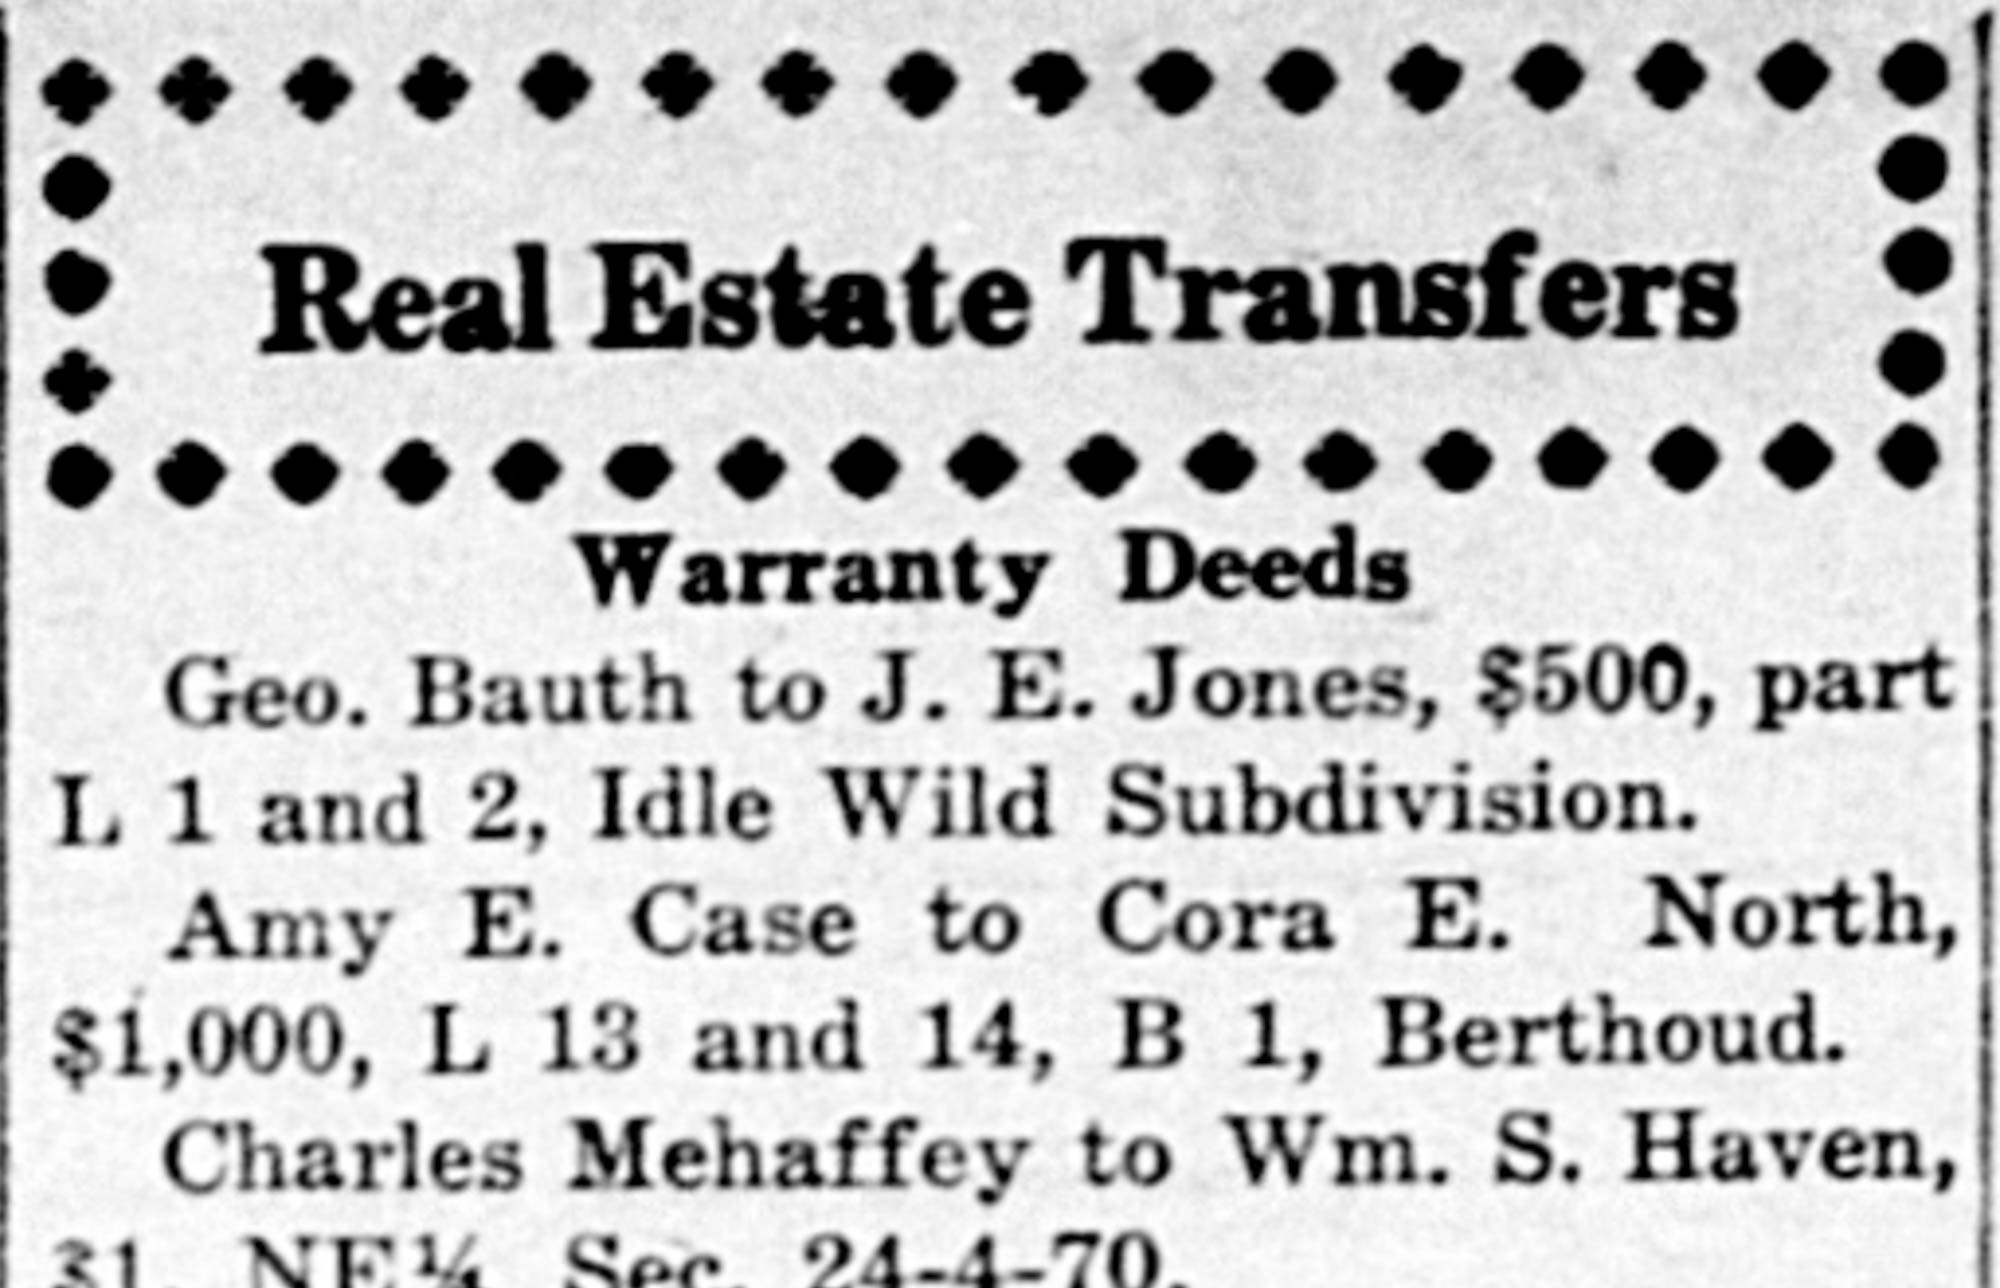 Real Estate Transfers
Warranty Deeds
Geo. Bauth to J. E. Jones, $500, part
L 1 and 2, Idle Wild Subdivision.
Amy E. Case to Cora E. North,
$1,000, L 13 and 14, B 1, Berthoud.
Charles Mehaffey to Wm. S. Haven,
$1, NE¼ Sec. 24-4-70.